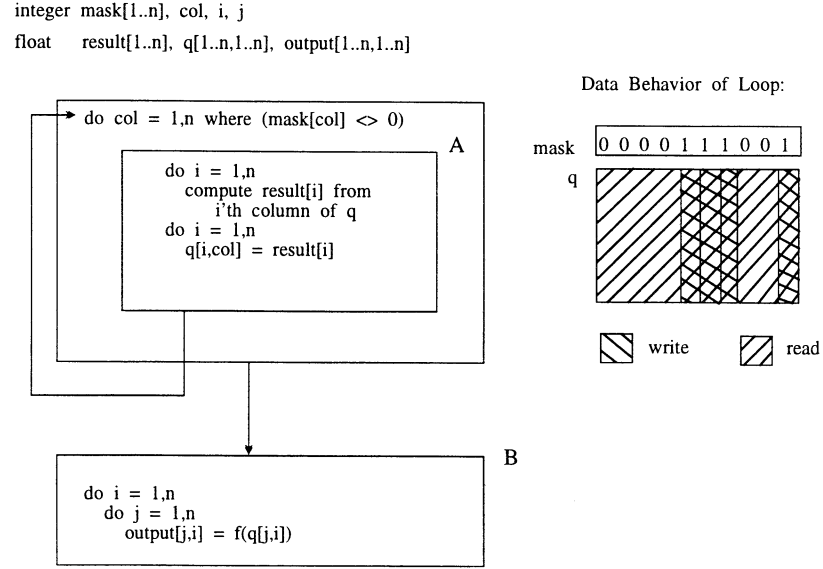 integer mask[1..n], col, i, j
float result[1..n], q[1..n,1..n], output[1..n,1..n]
do col = 1,n where (mask[col] <> 0)
A
do i = 1,n
compute result[i] from
i'th column of q
do i = 1,n
q[i,col] = result[i]
B
do i = 1,n
do j = 1,n
output[j,i] = f(q[j,i])
Data Behavior of Loop:
mask 0 0 0 0 1 1 1 0 0 1
q
write read